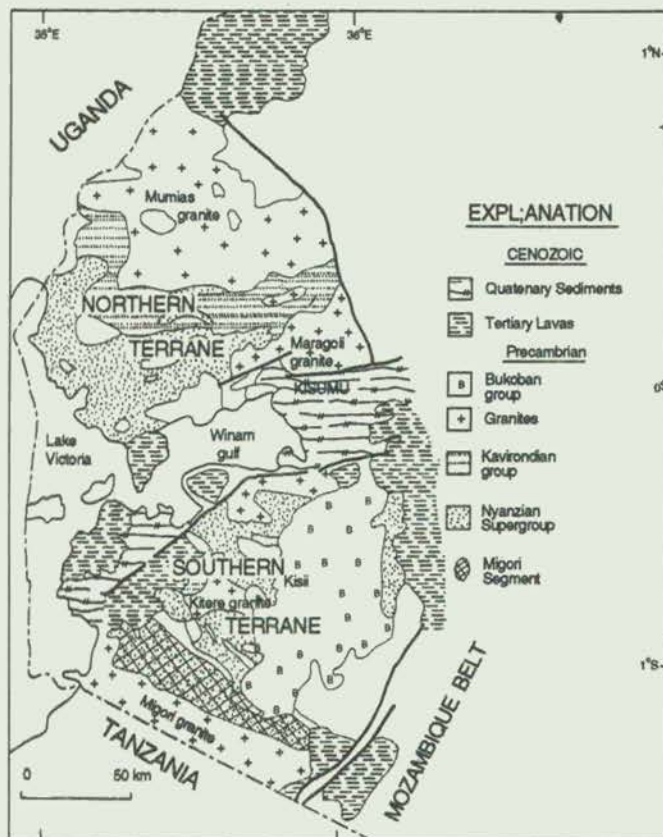 35°E
36°E
1°N
UGANDA
Mumias
granite
NORTHERN
TERRANE
Maragoli
granite
KISUMU
Lake
Victoria
Winam
gulf
SOUTHERN
Kisii
Kitere granite
TERRANE
Migori granite
TANZANIA
MOZAMBIQUE BELT
0 50 km
0°
1°S
EXPL;ANATION
CENOZOIC
Quatenary Sediments
Tertiary Lavas
Precambrian
B
Bukoban
group
Granites
Kavirondian
group
Nyanzian
Supergroup
Migori
Segment